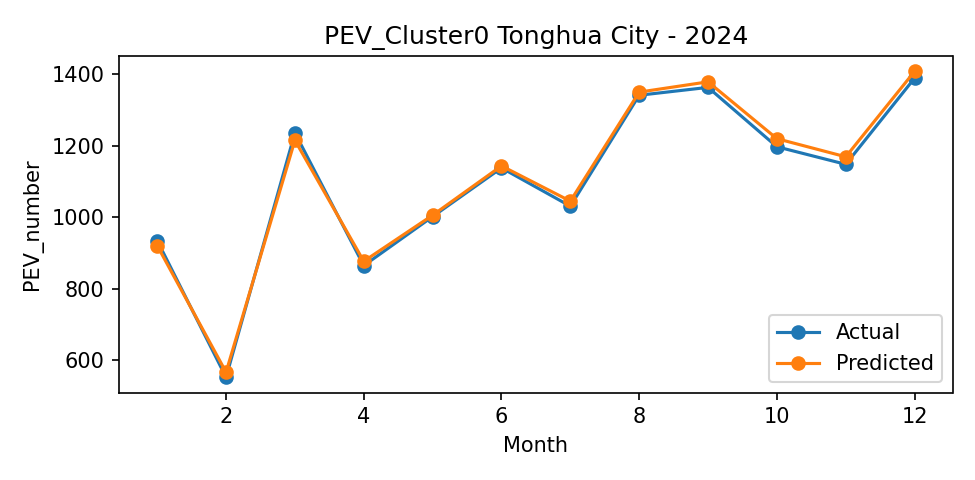 PEV_Cluster0 Tonghua City - 2024
PEV_number
1400
1200
1000
800
600
2 4 6 8 10 12
Month
Actual
Predicted